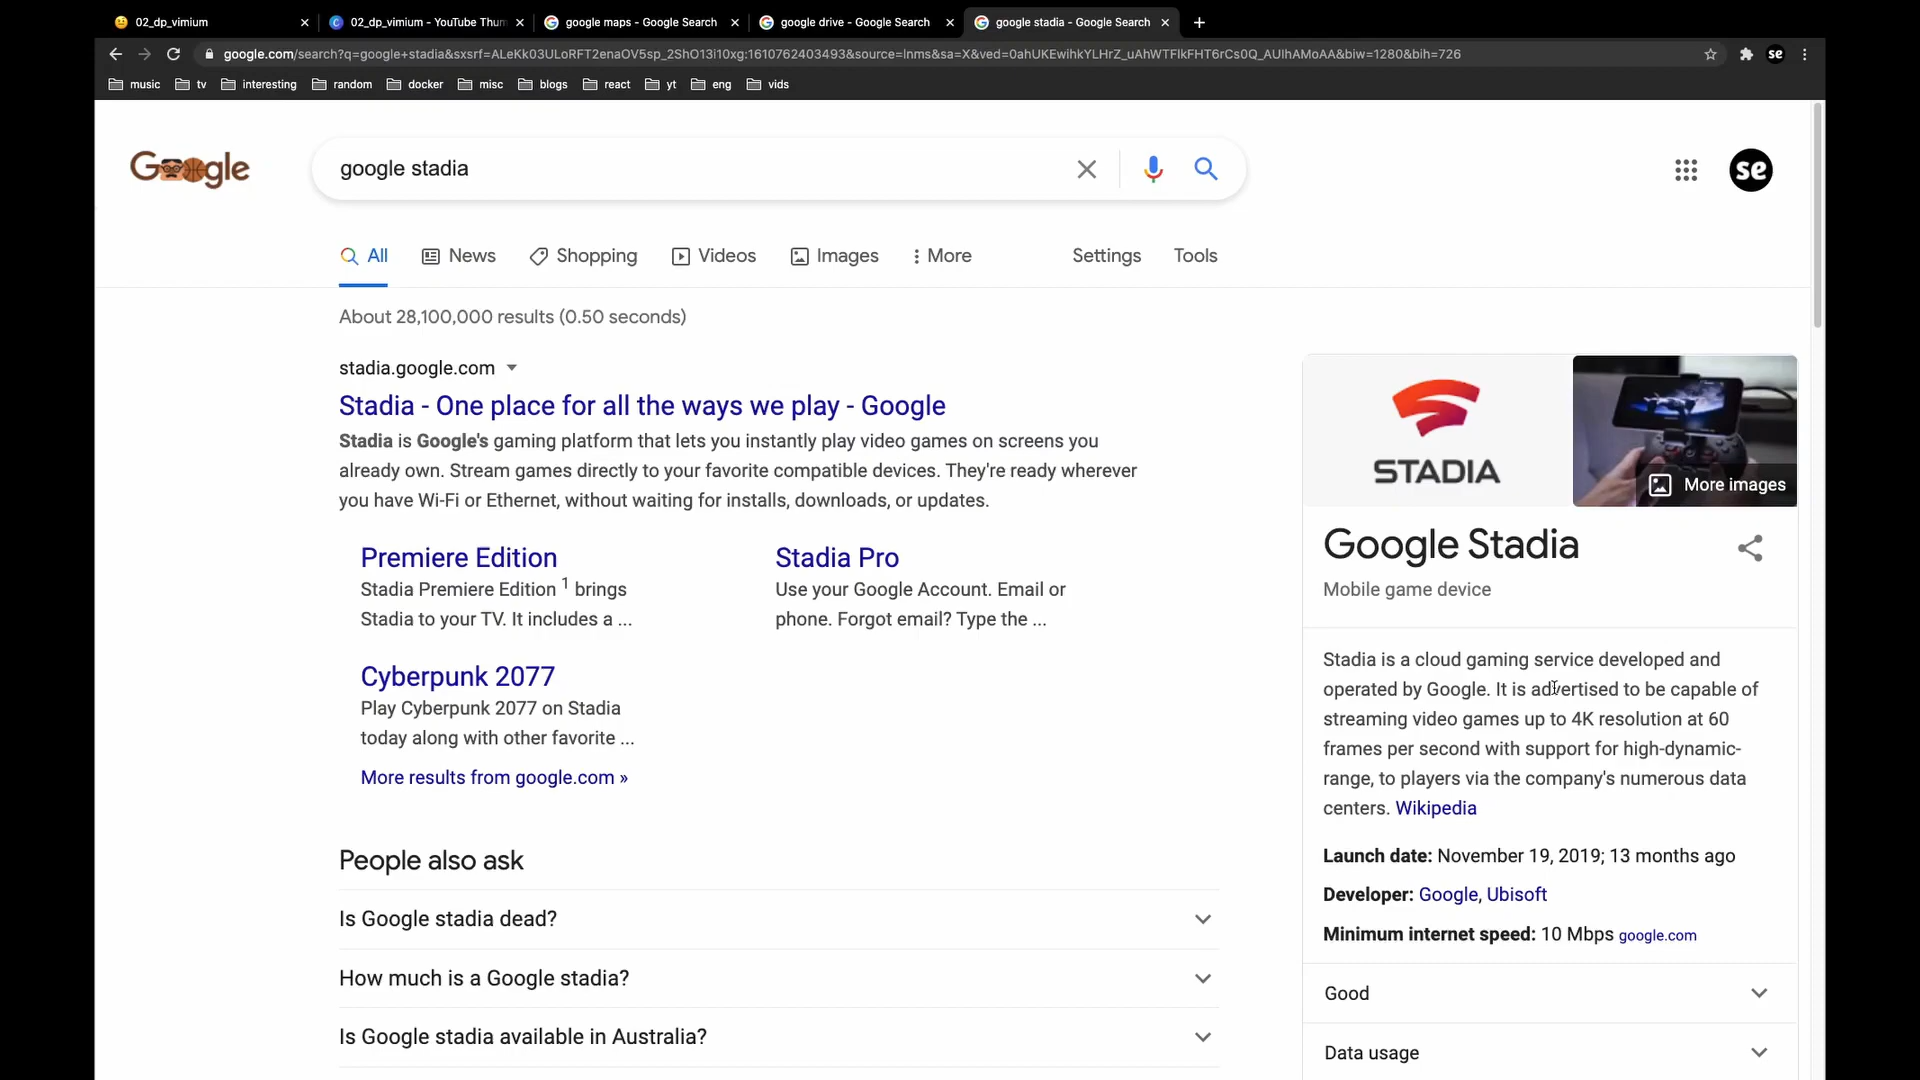 02_dp_vimium
02_dp_vimium - YouTube Thum
google maps - Google Search
google drive - Google Search
google stadia - Google Search
google.com/search?q=google+stadia&sxsrf=ALeKk03ULoRFT2enaOV5sp_2ShO13i10xg:1610762403493&source=lnms&sa=X&ved=0ahUKEwihkYLHrZ_uAhWTFlkFHT6rCs0Q_AUIhAMoAA&biw=1280&bih=726
se
music
tv
interesting
random
docker
misc
blogs
react
yt
eng
vids
Google
google stadia
se
All
News
Shopping
Videos
Images
More
Settings
Tools
About 28,100,000 results (0.50 seconds)
stadia.google.com
Stadia - One place for all the ways we play - Google
Stadia is Google's gaming platform that lets you instantly play video games on screens you
already own. Stream games directly to your favorite compatible devices. They're ready wherever
you have Wi-Fi or Ethernet, without waiting for installs, downloads, or updates.
Premiere Edition
Stadia Premiere Edition 1 brings
Stadia to your TV. It includes a ...
Stadia Pro
Use your Google Account. Email or
phone. Forgot email? Type the ...
Cyberpunk 2077
Play Cyberpunk 2077 on Stadia
today along with other favorite ...
More results from google.com »
People also ask
Is Google stadia dead?
How much is a Google stadia?
Is Google stadia available in Australia?
STADIA
More images
Google Stadia
Mobile game device
Stadia is a cloud gaming service developed and
operated by Google. It is advertised to be capable of
streaming video games up to 4K resolution at 60
frames per second with support for high-dynamic-
range, to players via the company's numerous data
centers. Wikipedia
Launch date: November 19, 2019; 13 months ago
Developer: Google, Ubisoft
Minimum internet speed: 10 Mbps google.com
Good
Data usage